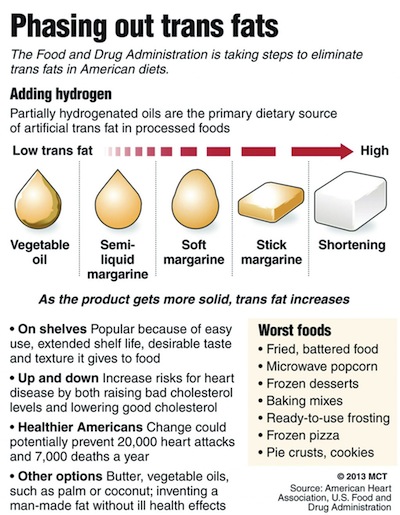 Phasing out trans fats
The Food and Drug Administration is taking steps to eliminate
trans fats in American diets.
Adding hydrogen
Partially hydrogenated oils are the primary dietary source
of artificial trans fat in processed foods
Low trans fat
High
Vegetable
oil
Semi-
liquid
margarine
Soft
margarine
Stick
margarine
Shortening
As the product gets more solid, trans fat increases
• On shelves Popular because of easy
use, extended shelf life, desirable taste
and texture it gives to food
• Up and down Increase risks for heart
disease by both raising bad cholesterol
levels and lowering good cholesterol
• Healthier Americans Change could
potentially prevent 20,000 heart attacks
and 7,000 deaths a year
• Other options Butter, vegetable oils,
such as palm or coconut; inventing a
man-made fat without ill health effects
Worst foods
• Fried, battered food
• Microwave popcorn
• Frozen desserts
• Baking mixes
• Ready-to-use frosting
• Frozen pizza
• Pie crusts, cookies
© 2013 MCT
Source: American Heart
Association, U.S. Food and
Drug Administration